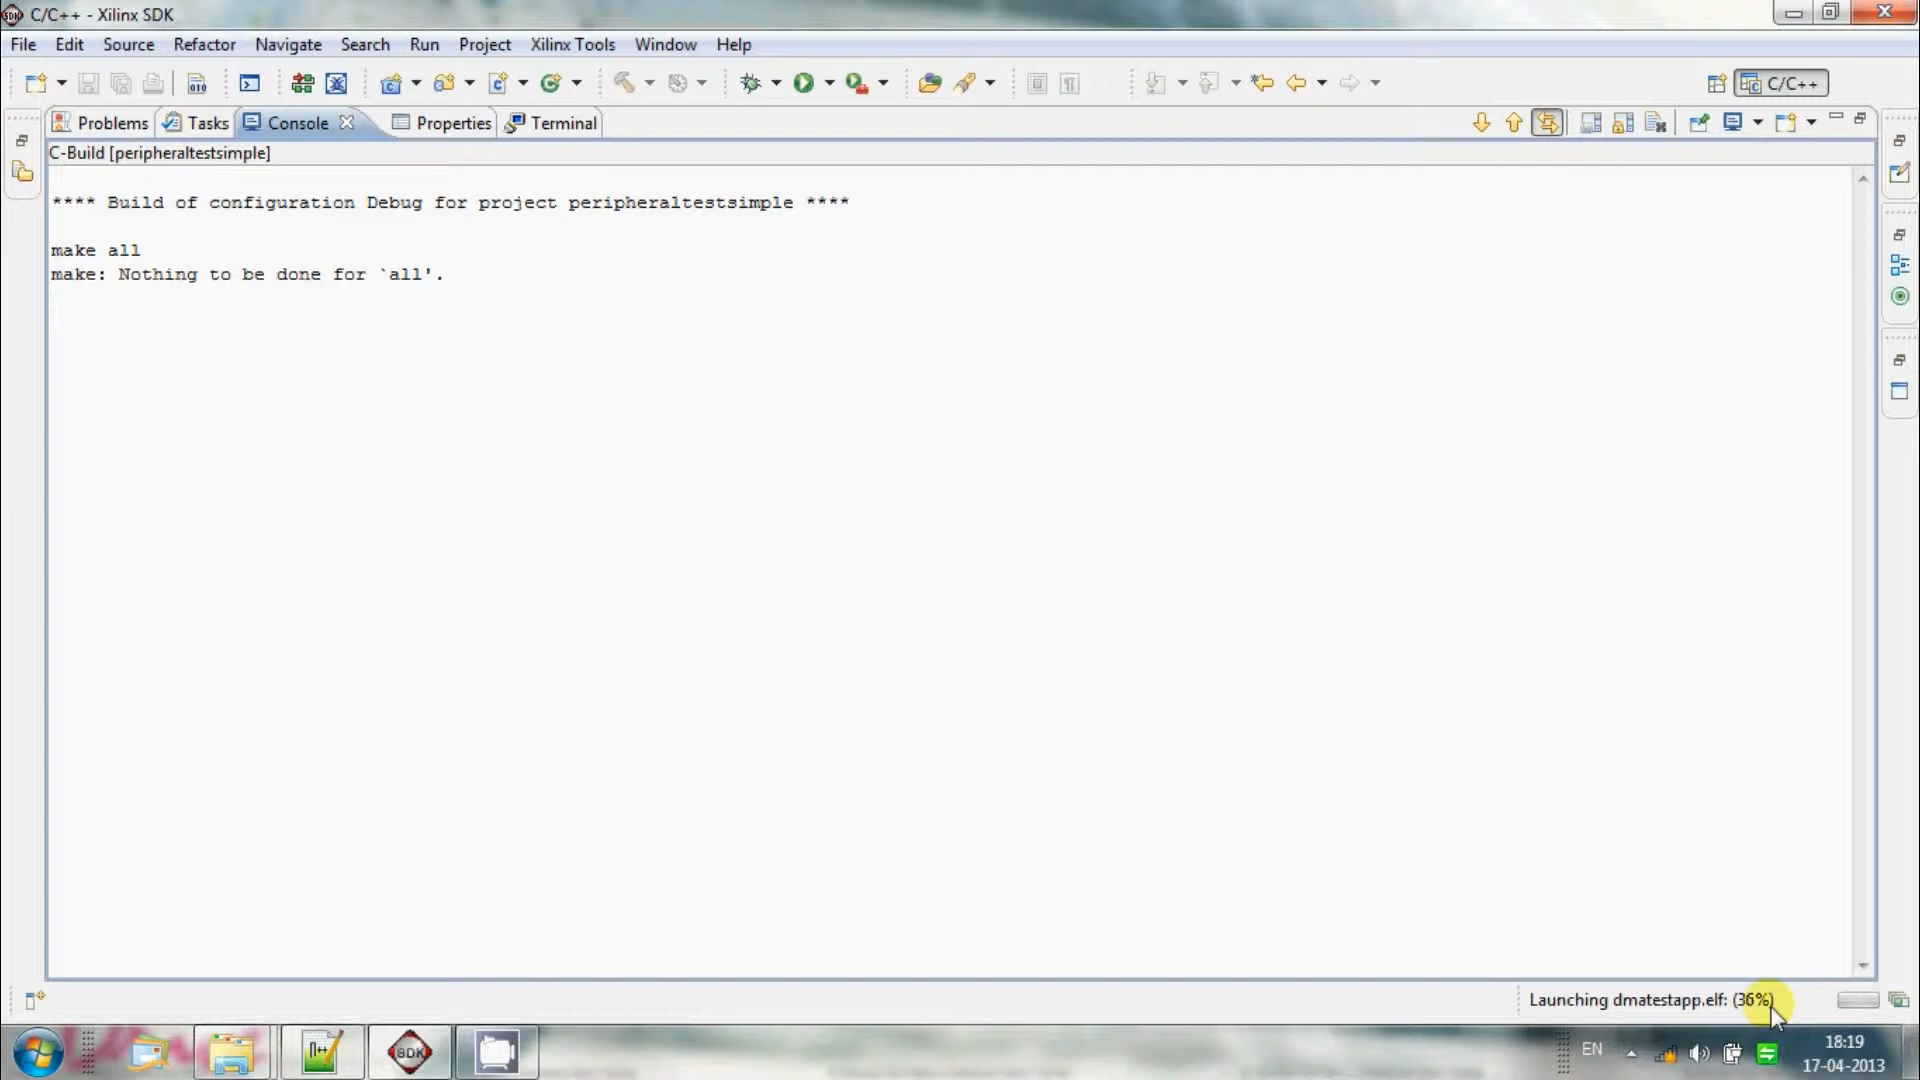 C/C++ - Xilinx SDK
File Edit Source Refactor Navigate Search Run Project Xilinx Tools Window Help
010
C/C++
Problems Tasks Console Properties Terminal
C-Build [peripheraltestsimple]
**** Build of configuration Debug for project peripheraltestsimple ****
make all
make: Nothing to be done for `all'.
Launching dmatestapp.elf: (36%)
SDK
EN
18:19
17-04-2013